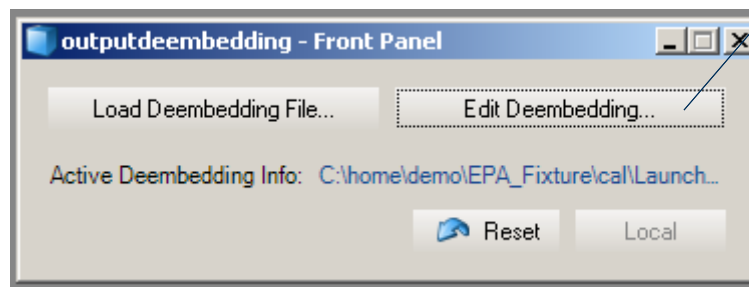 outputdeembedding - Front Panel
Load Deembedding File... Edit Deembedding...
Active Deembedding Info: C:\home\demo\EPA_Fixture\cal\Launch...
Reset Local